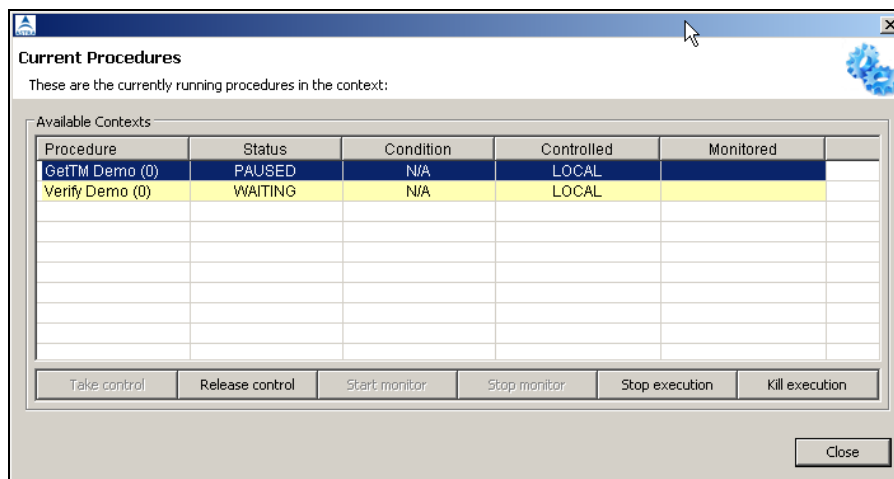 ASTRA
Current Procedures
These are the currently running procedures in the context:
Available Contexts
Procedure Status Condition Controlled Monitored
GetTM Demo (0) PAUSED N/A LOCAL
Verify Demo (0) WAITING N/A LOCAL
Take control Release control Start monitor Stop monitor Stop execution Kill execution
Close